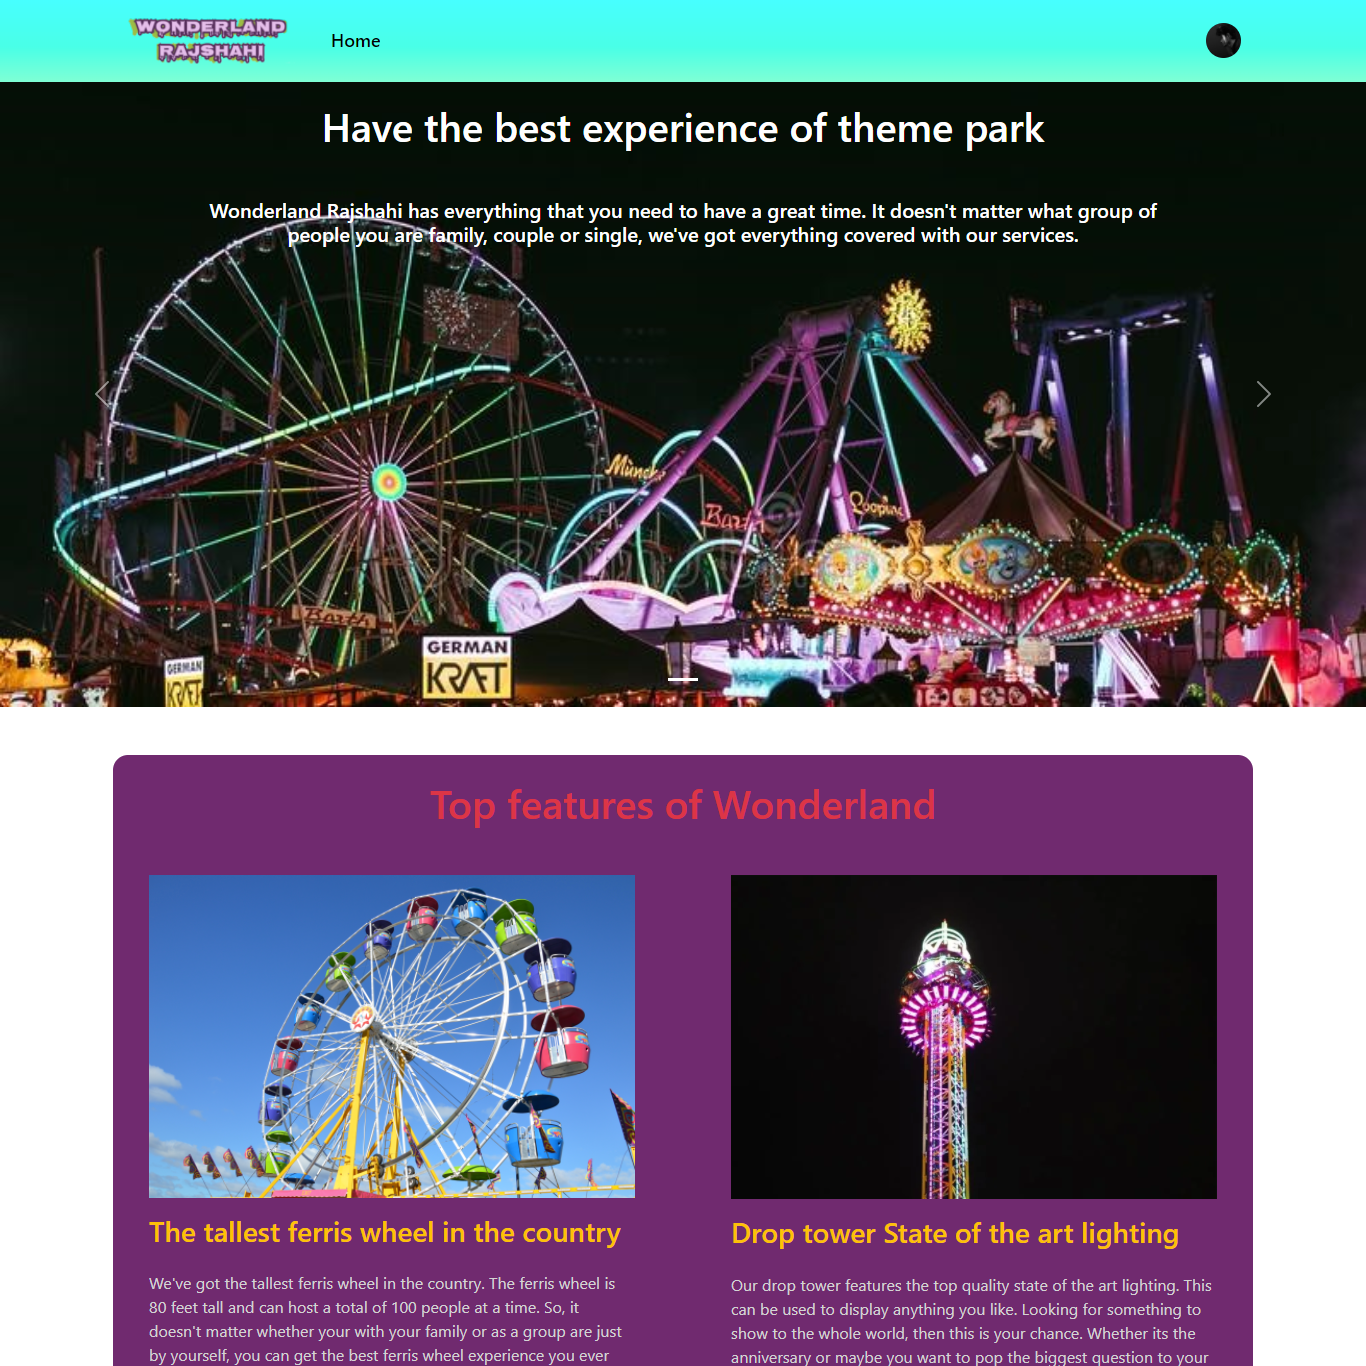 WONDERLAND
RAJSHAHI
Home
Have the best experience of theme park
Wonderland Rajshahi has everything that you need to have a great time. It doesn't matter what group of
people you are family, couple or single, we've got everything covered with our services.
Münch
Looping
Barth
Barth
GERMAN
KRAFT
GERMAN
KRAFT
Top features of Wonderland
The tallest ferris wheel in the country
We've got the tallest ferris wheel in the country. The ferris wheel is
80 feet tall and can host a total of 100 people at a time. So, it
doesn't matter whether your with your family or as a group are just
by yourself, you can get the best ferris wheel experience you ever
Drop tower State of the art lighting
Our drop tower features the top quality state of the art lighting. This
can be used to display anything you like. Looking for something to
show to the whole world, then this is your chance. Whether its the
anniversary or maybe you want to pop the biggest question to your